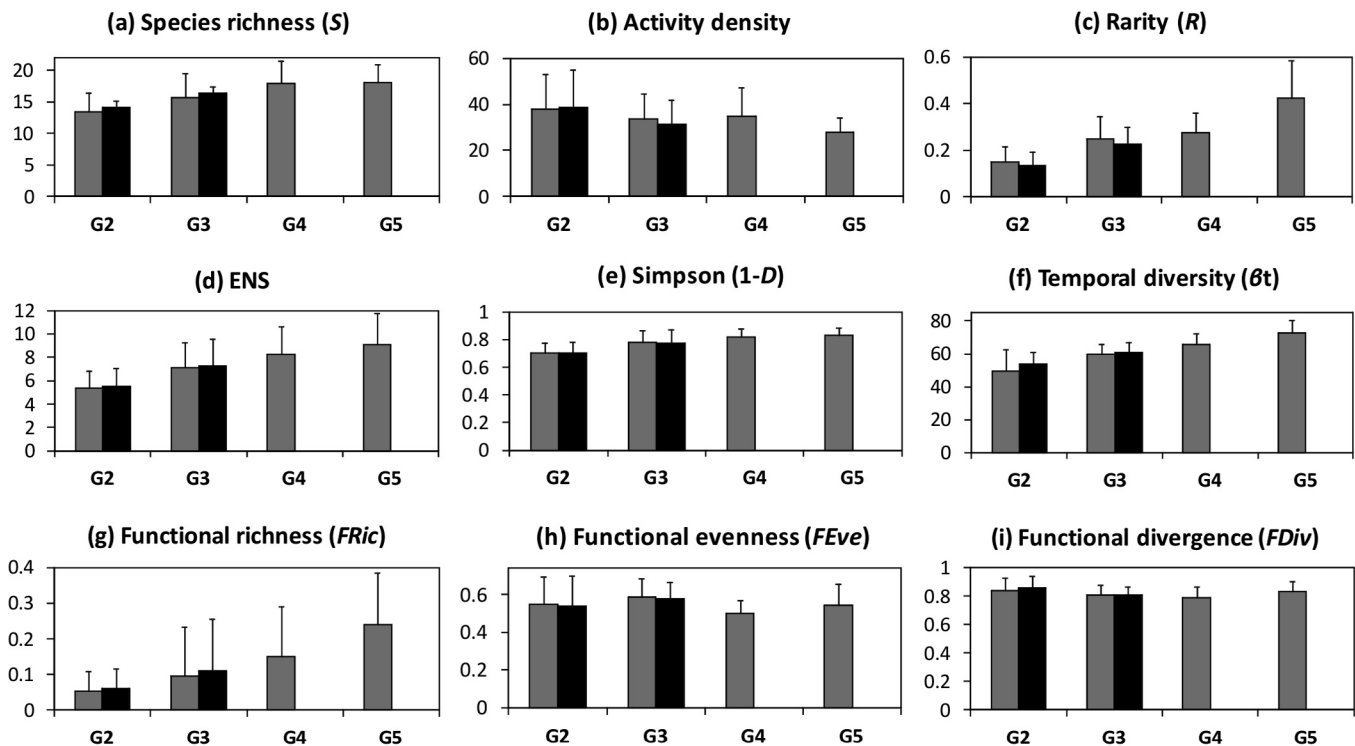 (a) Species richness (S)
20
15
10
5
0
G2 G3 G4 G5
(b) Activity density
60
40
20
0
G2 G3 G4 G5
(c) Rarity (R)
0.6
0.4
0.2
0
G2 G3 G4 G5
(d) ENS
12
10
8
6
4
2
0
G2 G3 G4 G5
(e) Simpson (1-D)
1
0.8
0.6
0.4
0.2
0
G2 G3 G4 G5
(f) Temporal diversity (βt)
80
60
40
20
0
G2 G3 G4 G5
(g) Functional richness (FRic)
0.4
0.3
0.2
0.1
0
G2 G3 G4 G5
(h) Functional evenness (FEve)
0.6
0.4
0.2
0
G2 G3 G4 G5
(i) Functional divergence (FDiv)
1
0.8
0.6
0.4
0.2
0
G2 G3 G4 G5